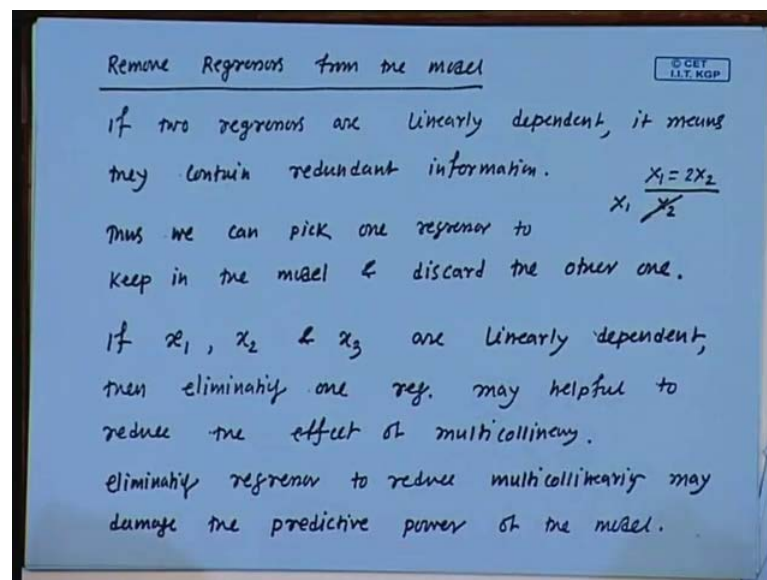 Remove Regressors from the model
© CET
I.I.T. KGP
If two regressors are linearly dependent, it means
they contain redundant information.
X₁ = 2X₂
X₁ X₂
Thus we can pick one regressor to
keep in the model & discard the other one.
If x₁, x₂ & x₃ are linearly dependent,
then eliminating one reg. may helpful to
reduce the effect of multicollineary.
eliminating regressor to reduce multicollinearity may
damage the predictive power of the model.